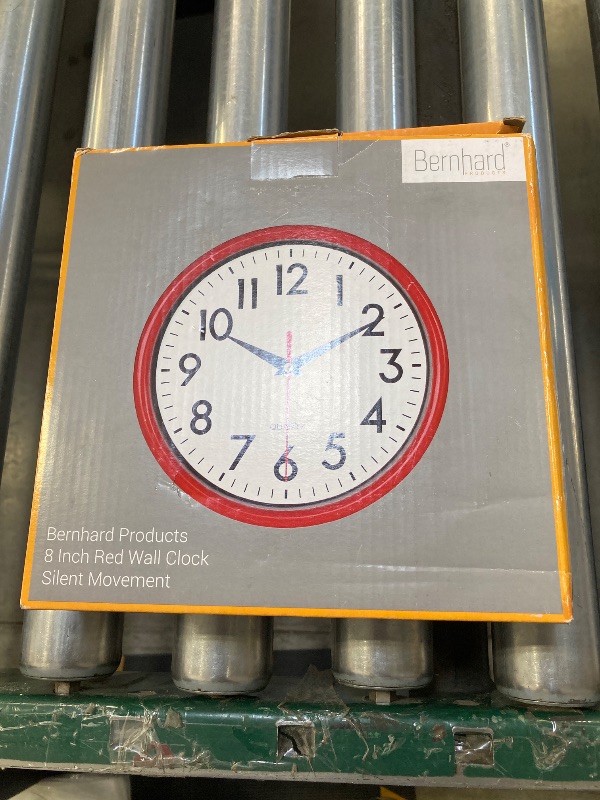 Bernhard
PRODUCTS
12
11
1
10
2
9
3
8
4
QUARTZ
7
5
6
Bernhard Products
8 Inch Red Wall Clock
Silent Movement